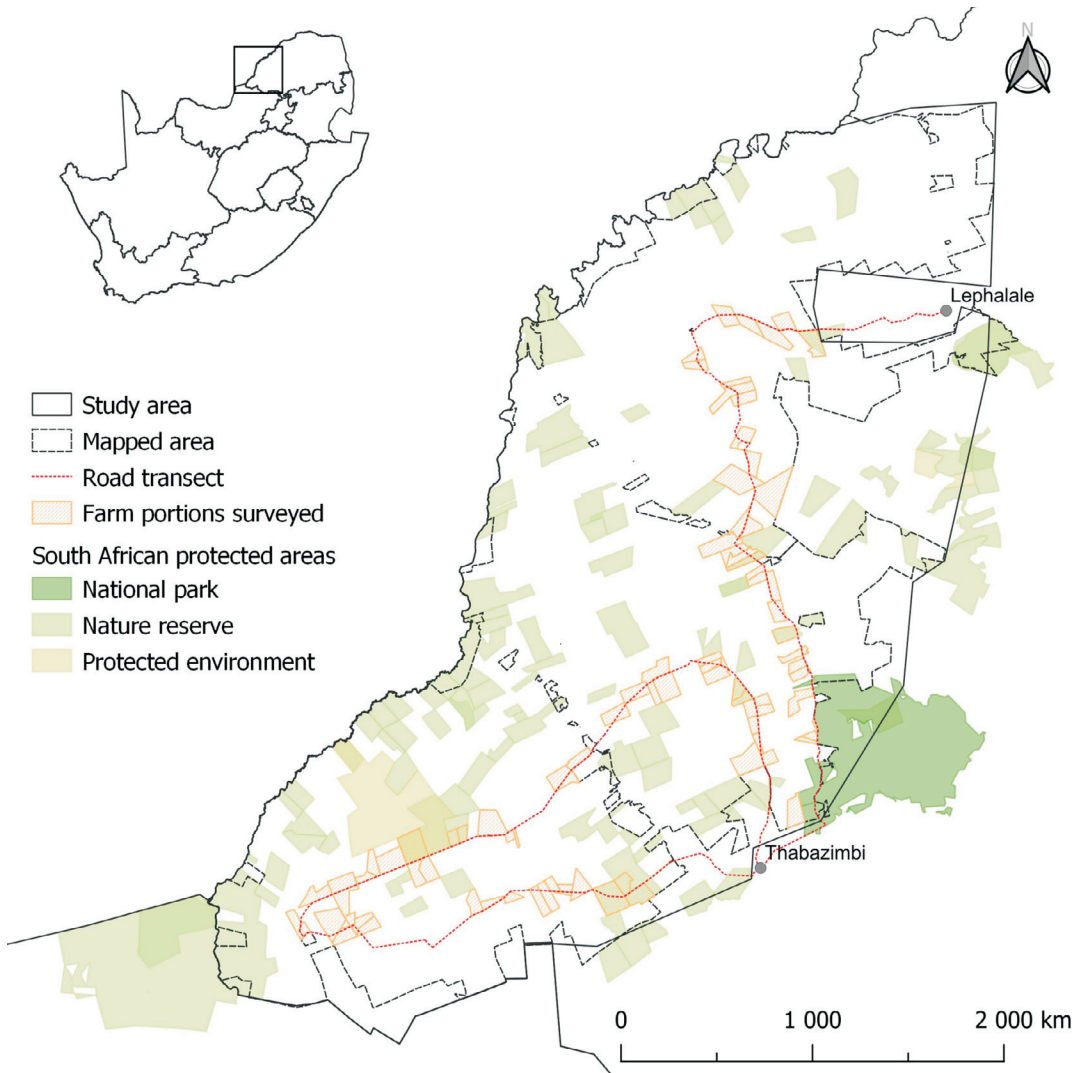 N
Lephalale
Study area
Mapped area
Road transect
Farm portions surveyed
South African protected areas
National park
Nature reserve
Protected environment
Thabazimbi
0 1 000 2 000 km